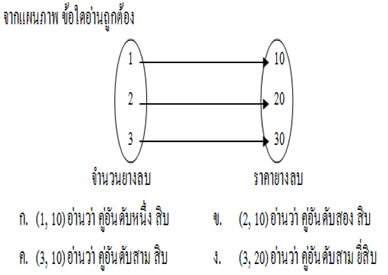 จากแผนภาพ ข้อใดอ่านถูกต้อง
1 10
2 20
3 30
จำนวนยางลบ ราคายางลบ
ก. (1, 10) อ่านว่า คู่อันดับหนึ่ง สิบ ข. (2, 10) อ่านว่า คู่อันดับสอง สิบ
ค. (3, 10) อ่านว่า คู่อันดับสาม สิบ ง. (3, 20) อ่านว่า คู่อันดับสาม ยี่สิบ